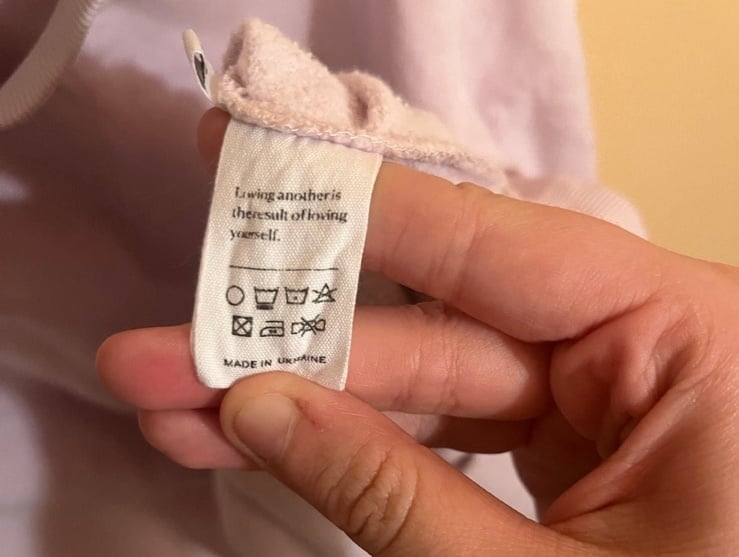 Loving another is
the result of loving
yourself.
MADE IN UKRAINE